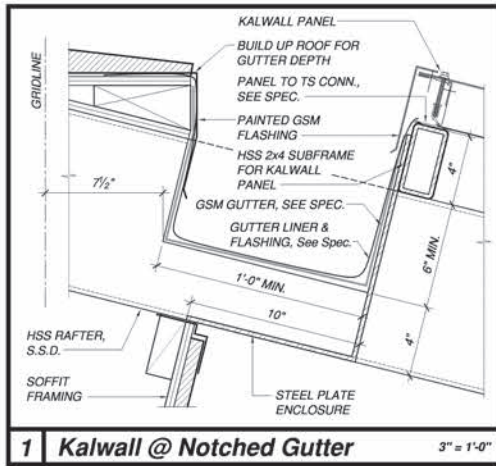 KALWALL PANEL
BUILD UP ROOF FOR
GUTTER DEPTH
PANEL TO TS CONN.,
SEE SPEC.
PAINTED GSM
FLASHING
HSS 2x4 SUBFRAME
FOR KALWALL
PANEL
GSM GUTTER, SEE SPEC.
GUTTER LINER &
FLASHING, See Spec.
GRIDLINE
7½"
4"
6" MIN.
4"
1'-0" MIN.
10"
HSS RAFTER,
S.S.D.
SOFFIT
FRAMING
STEEL PLATE
ENCLOSURE
1 Kalwall @ Notched Gutter 3" = 1'-0"